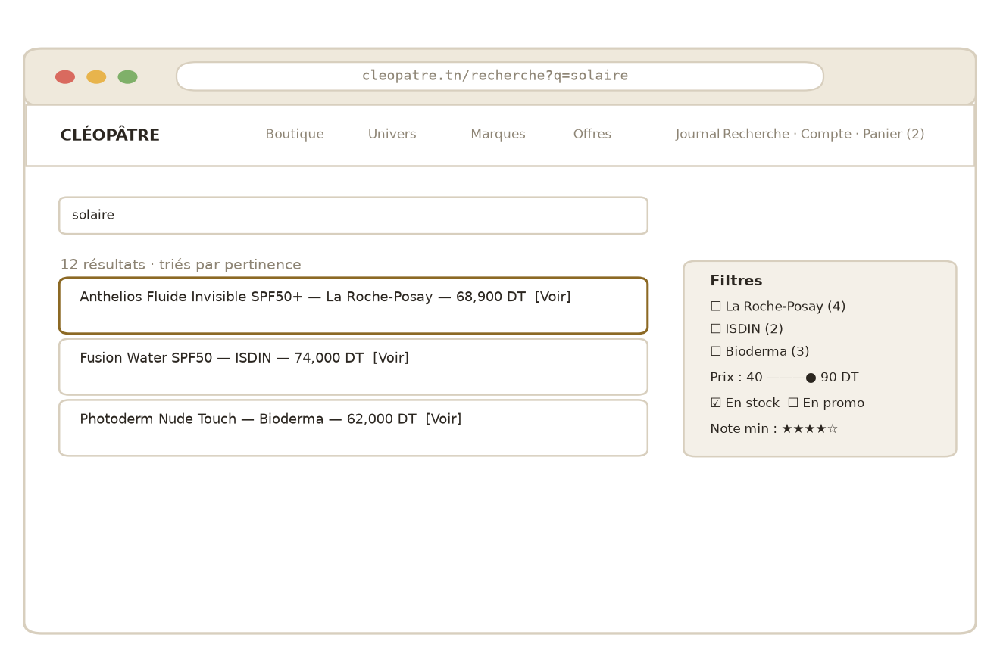 cleopatre.tn/recherche?q=solaire
CLÉOPÂTRE Boutique Univers Marques Offres Journal Recherche · Compte · Panier (2)
solaire
12 résultats · triés par pertinence
Anthelios Fluide Invisible SPF50+ — La Roche-Posay — 68,900 DT [Voir]
Fusion Water SPF50 — ISDIN — 74,000 DT [Voir]
Photoderm Nude Touch — Bioderma — 62,000 DT [Voir]
Filtres
☐ La Roche-Posay (4)
☐ ISDIN (2)
☐ Bioderma (3)
Prix : 40 ———● 90 DT
☑ En stock ☐ En promo
Note min : ★★★★☆